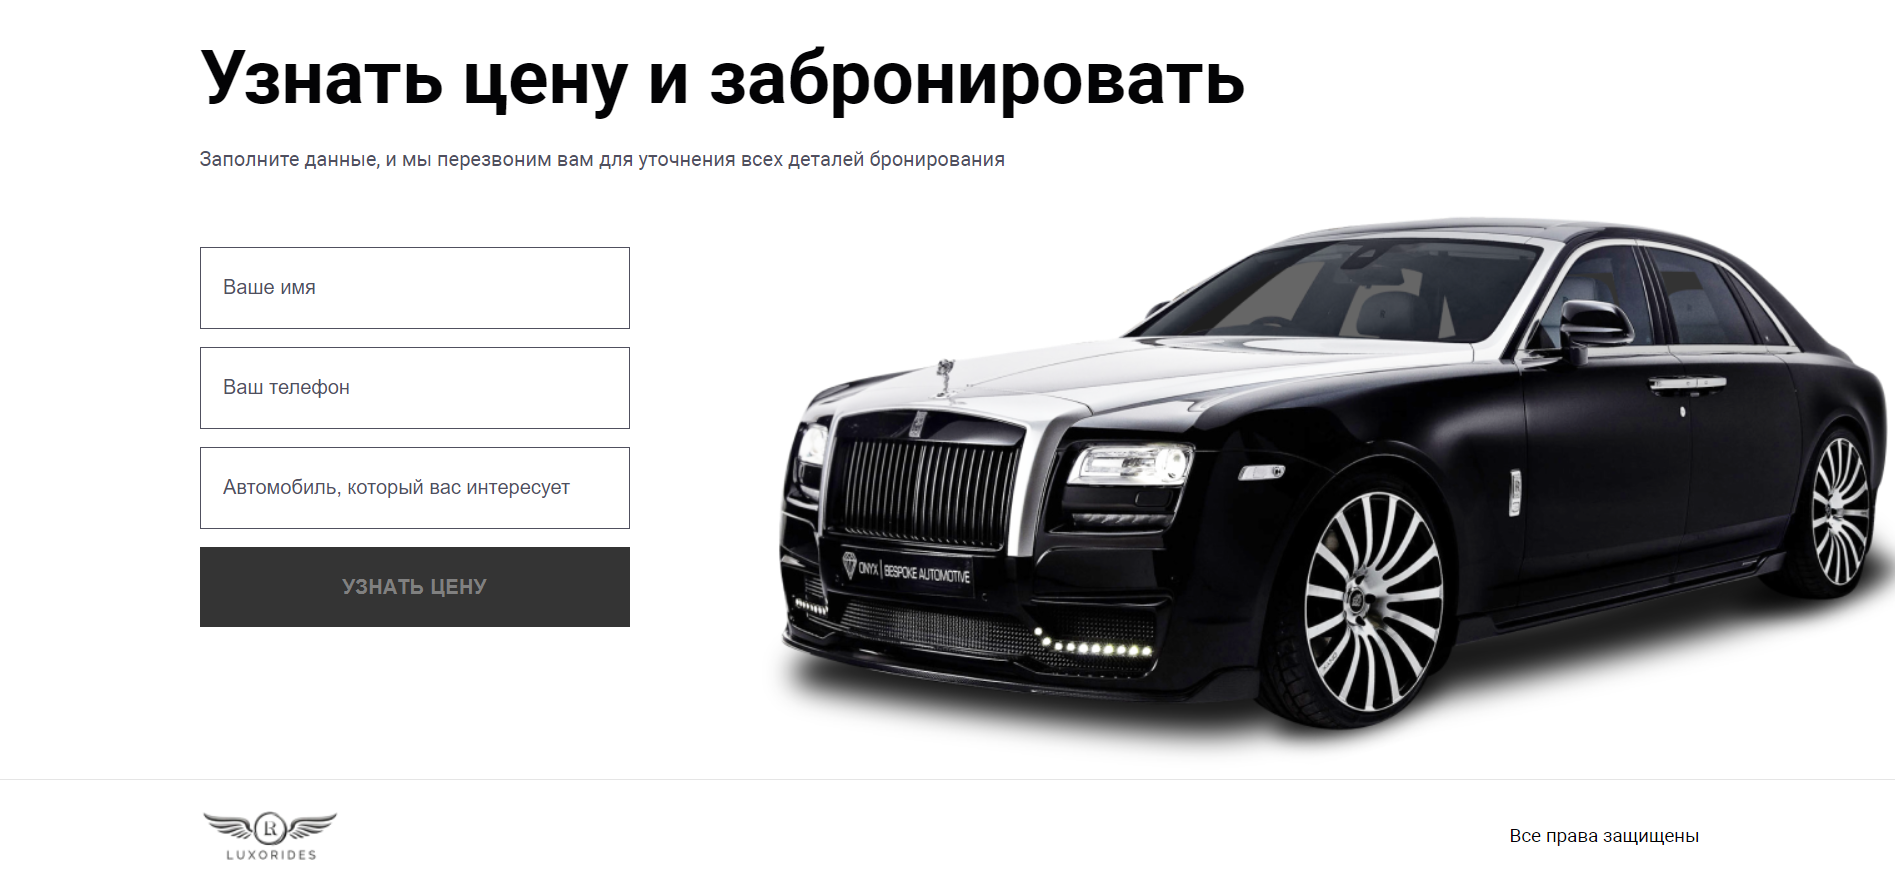 Узнать цену и забронировать
Заполните данные, и мы перезвоним вам для уточнения всех деталей бронирования
Ваше имя
Ваш телефон
Автомобиль, который вас интересует
УЗНАТЬ ЦЕНУ
ONYX | BESPOKE AUTOMOTIVE
LR
LUXORIDES
Все права защищены